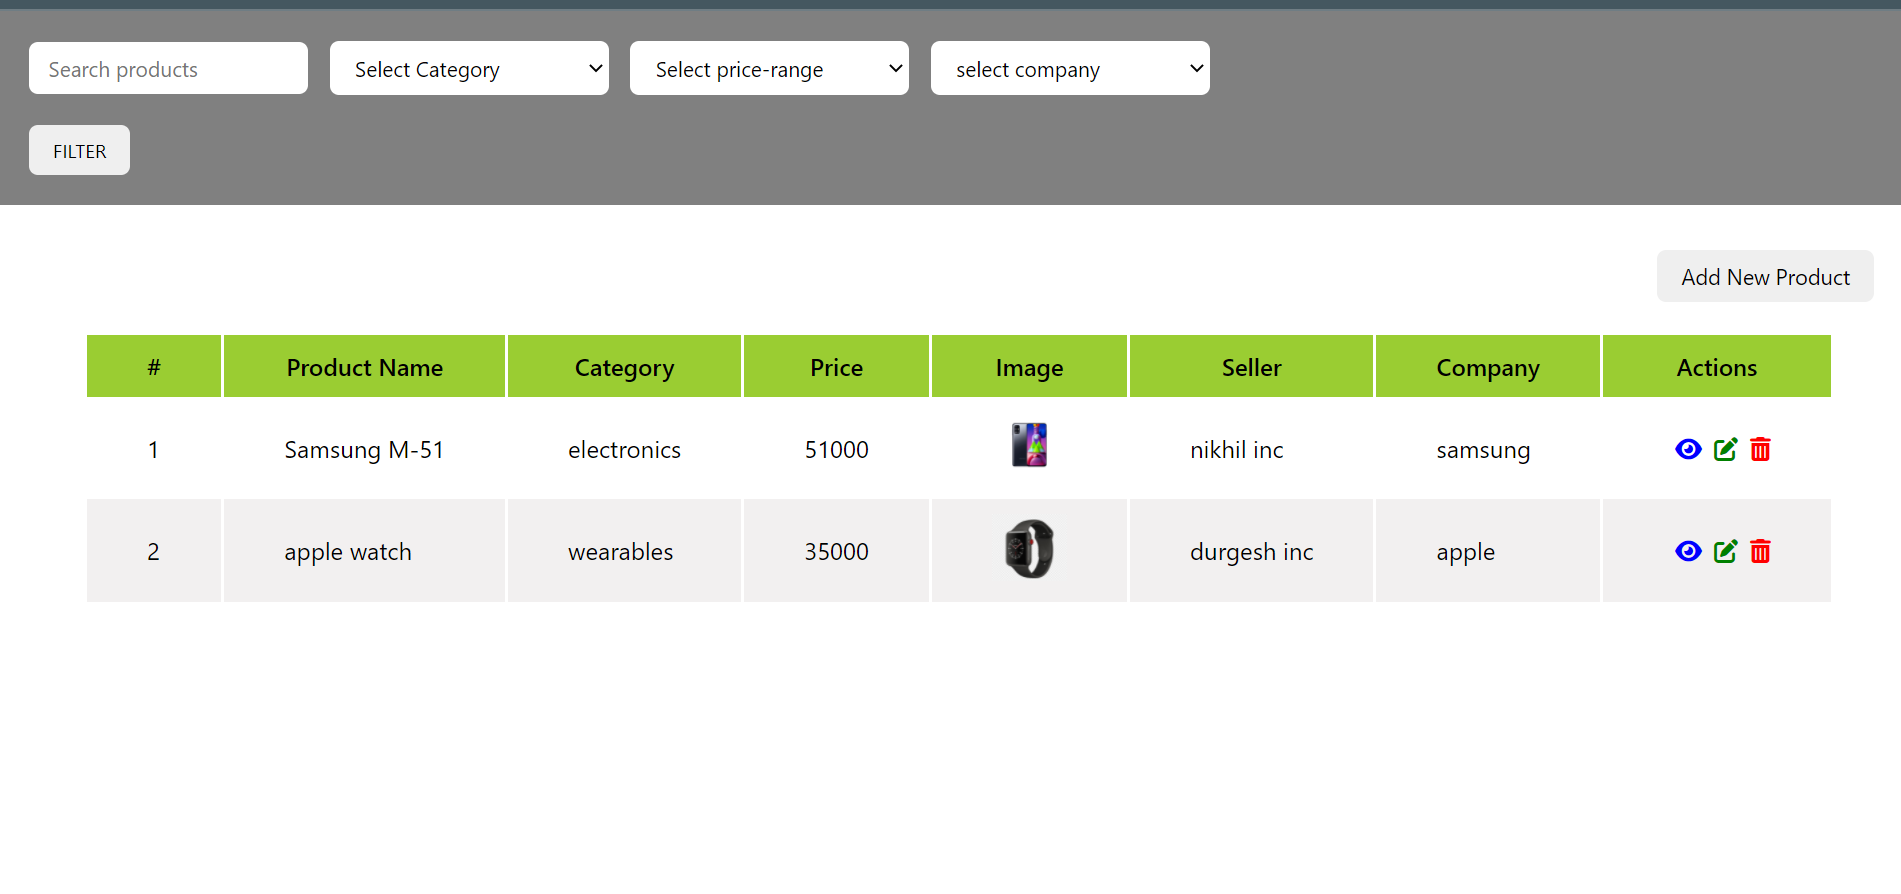 Search products Select Category Select price-range select company
FILTER
Add New Product
# Product Name Category Price Image Seller Company Actions
1 Samsung M-51 electronics 51000 nikhil inc samsung
2 apple watch wearables 35000 durgesh inc apple